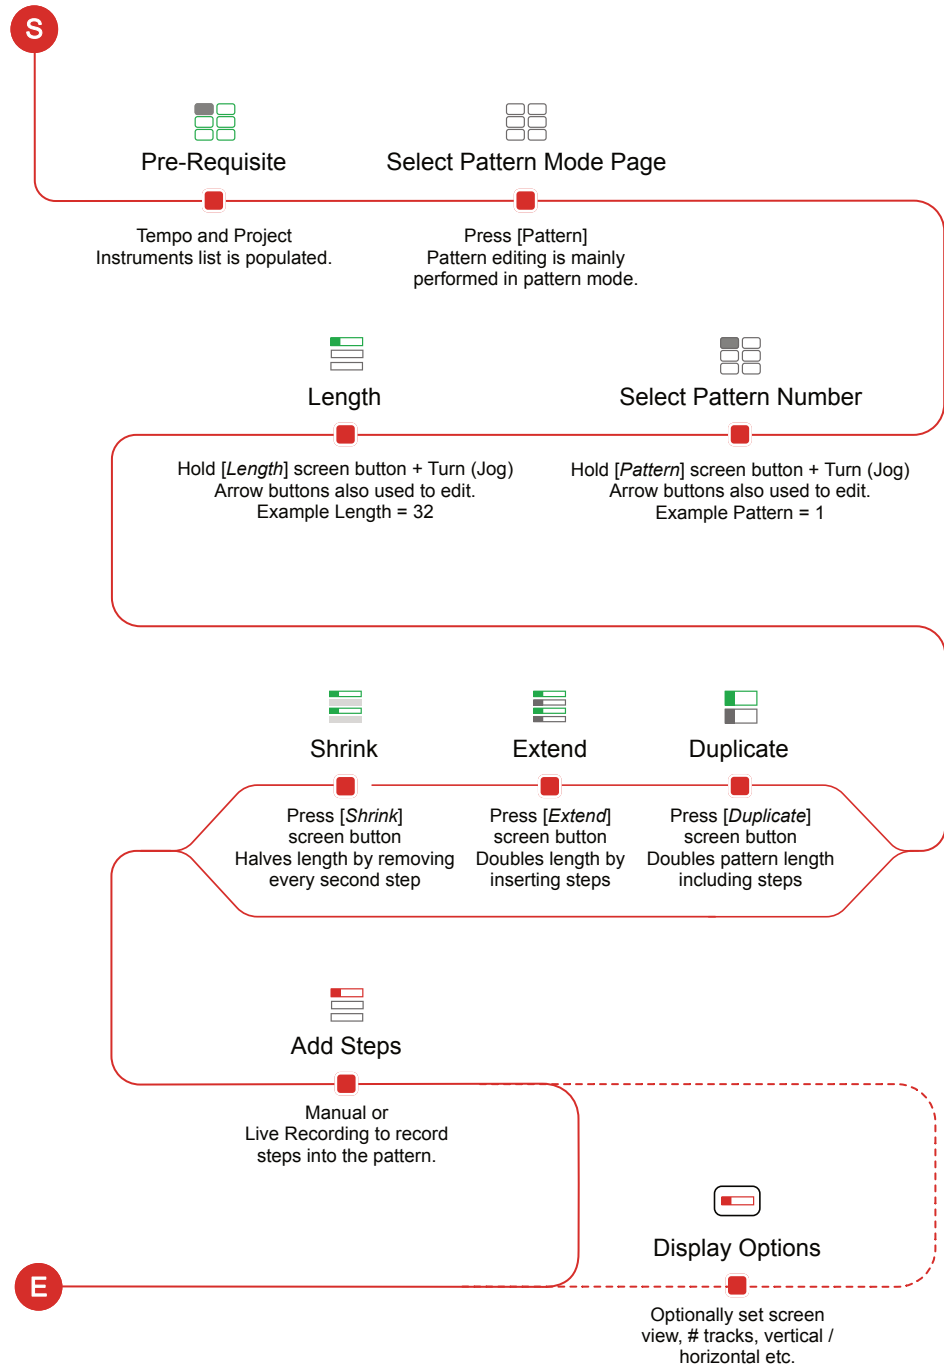 S
Pre-Requisite
Tempo and Project
Instruments list is populated.
Select Pattern Mode Page
Press [Pattern]
Pattern editing is mainly
performed in pattern mode.
Select Pattern Number
Hold [Pattern] screen button + Turn (Jog)
Arrow buttons also used to edit.
Example Pattern = 1
Length
Hold [Length] screen button + Turn (Jog)
Arrow buttons also used to edit.
Example Length = 32
Shrink
Press [Shrink]
screen button
Halves length by removing
every second step
Extend
Press [Extend]
screen button
Doubles length by
inserting steps
Duplicate
Press [Duplicate]
screen button
Doubles pattern length
including steps
Add Steps
Manual or
Live Recording to record
steps into the pattern.
Display Options
Optionally set screen
view, # tracks, vertical /
horizontal etc.
E